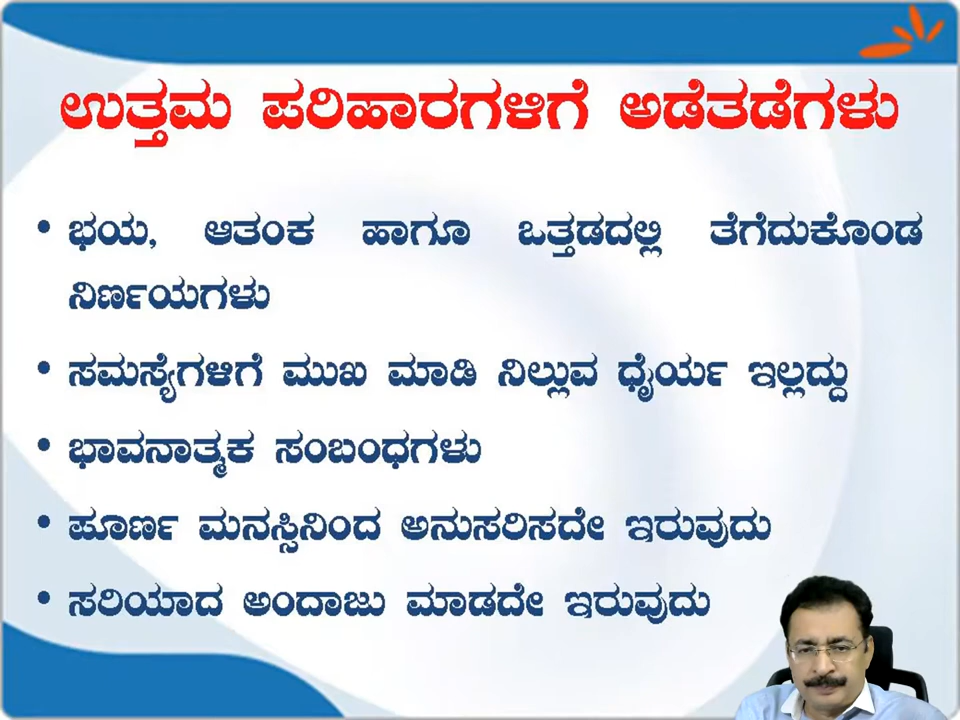 ಉತ್ತಮ ಪರಿಹಾರಗಳಿಗೆ ಅಡೆತಡೆಗಳು
• ಭಯ, ಆತಂಕ ಹಾಗೂ ಒತ್ತಡದಲ್ಲಿ ತೆಗೆದುಕೊಂಡ
ನಿರ್ಣಯಗಳು
• ಸಮಸ್ಯೆಗಳಿಗೆ ಮುಖ ಮಾಡಿ ನಿಲ್ಲುವ ಧೈರ್ಯ ಇಲ್ಲದ್ದು
• ಭಾವನಾತ್ಮಕ ಸಂಬಂಧಗಳು
• ಪೂರ್ಣ ಮನಸ್ಸಿನಿಂದ ಅನುಸರಿಸದೇ ಇರುವುದು
• ಸರಿಯಾದ ಅಂದಾಜು ಮಾಡದೇ ಇರುವುದು